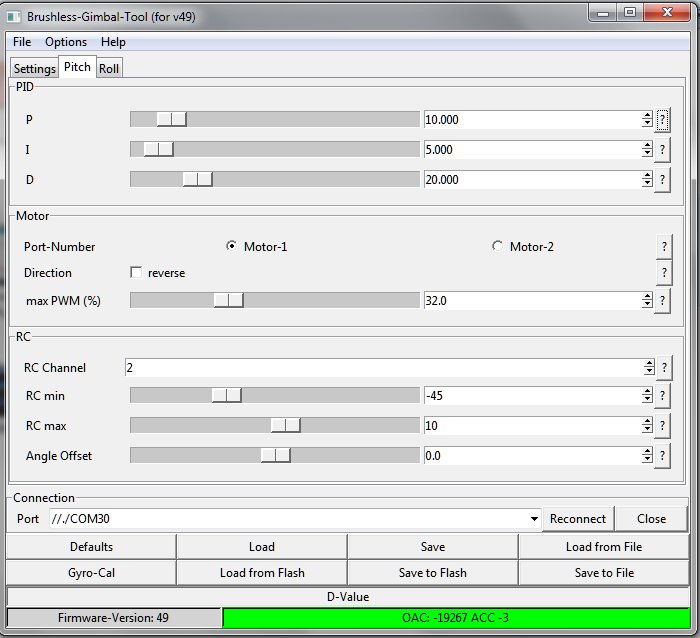 Brushless-Gimbal-Tool (for v49)
File Options Help
Settings Pitch Roll
PID
P 10.000 ?
I 5.000 ?
D 20.000 ?
Motor
Port-Number Motor-1 Motor-2 ?
Direction reverse ?
max PWM (%) 32.0 ?
RC
RC Channel 2 ?
RC min -45 ?
RC max 10 ?
Angle Offset 0.0 ?
Connection
Port //./COM30 Reconnect Close
Defaults Load Save Load from File
Gyro-Cal Load from Flash Save to Flash Save to File
D-Value
Firmware-Version: 49 OAC: -19267 ACC -3